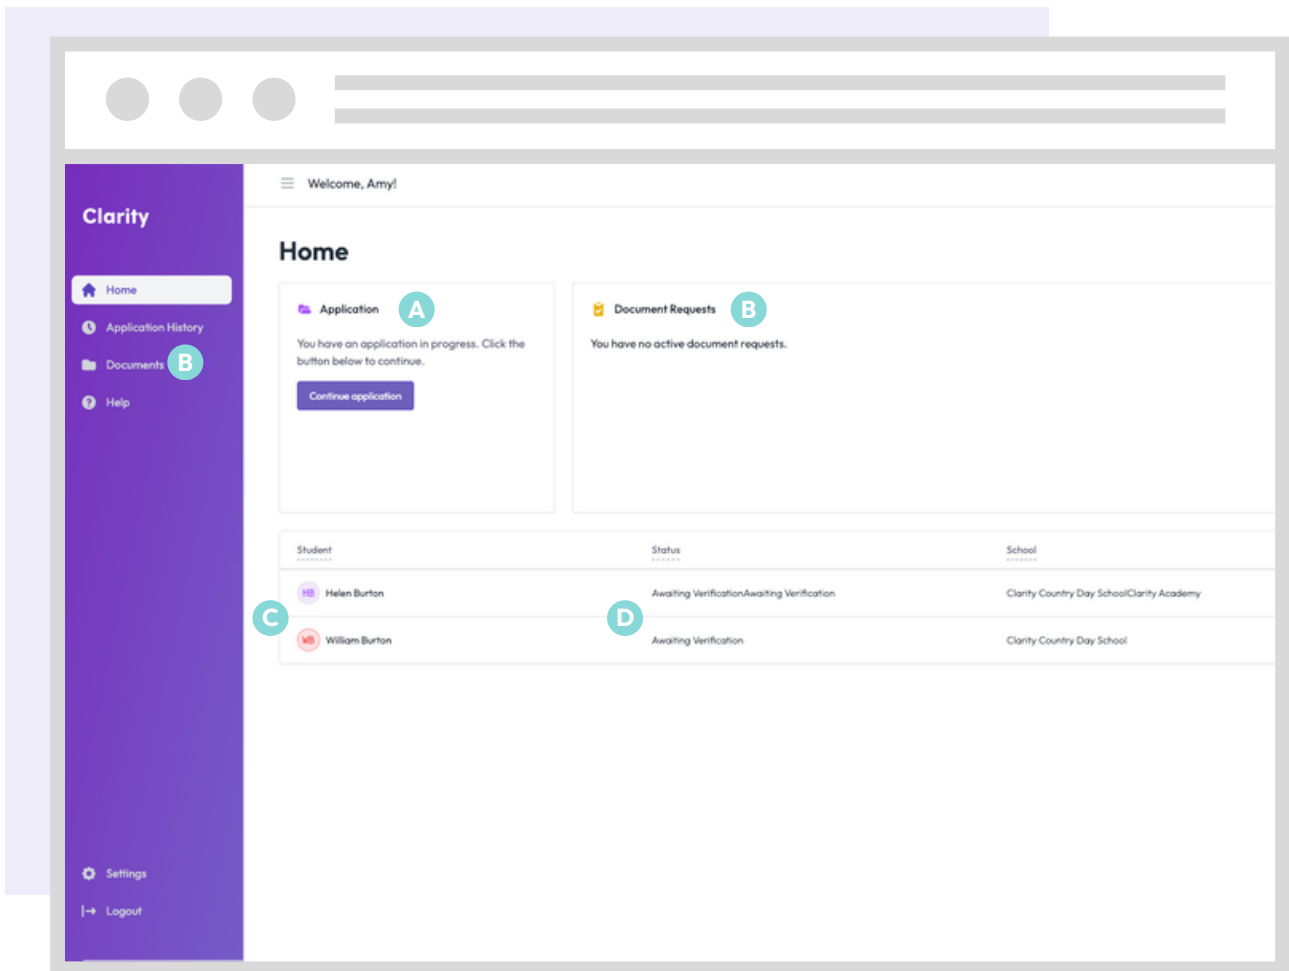 Welcome, Amy!
Clarity
Home
Application History
Documents B
Help
Settings
Logout
Home
Application A
You have an application in progress. Click the
button below to continue.
Continue application
Document Requests B
You have no active document requests.
Student Status School
C D
HB Helen Burton Awaiting VerificationAwaiting Verification Clarity Country Day SchoolClarity Academy
WB William Burton Awaiting Verification Clarity Country Day School